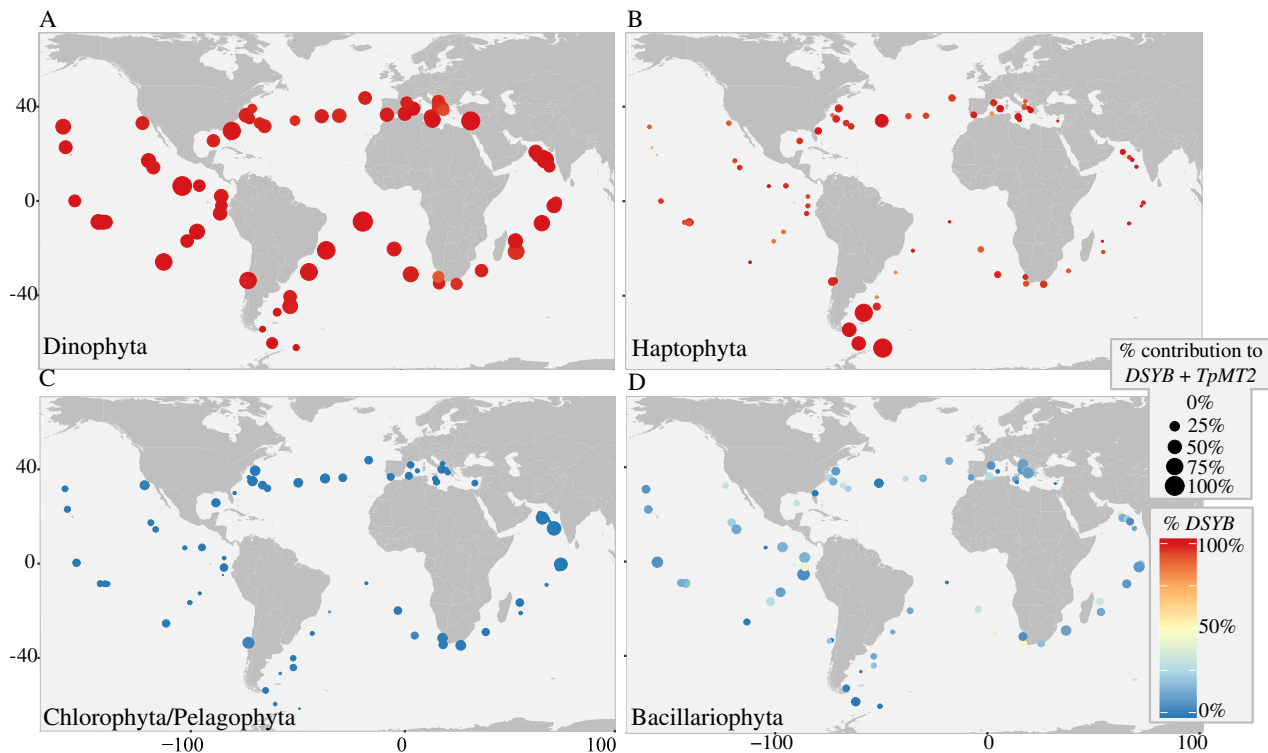 A
B
40
0
-40
Dinophyta
Haptophyta
% contribution to
DSYB + TpMT2
0%
25%
50%
75%
100%
C
D
40
0
-40
Chlorophyta/Pelagophyta
Bacillariophyta
% DSYB
100%
50%
0%
−100
0
100
−100
0
100